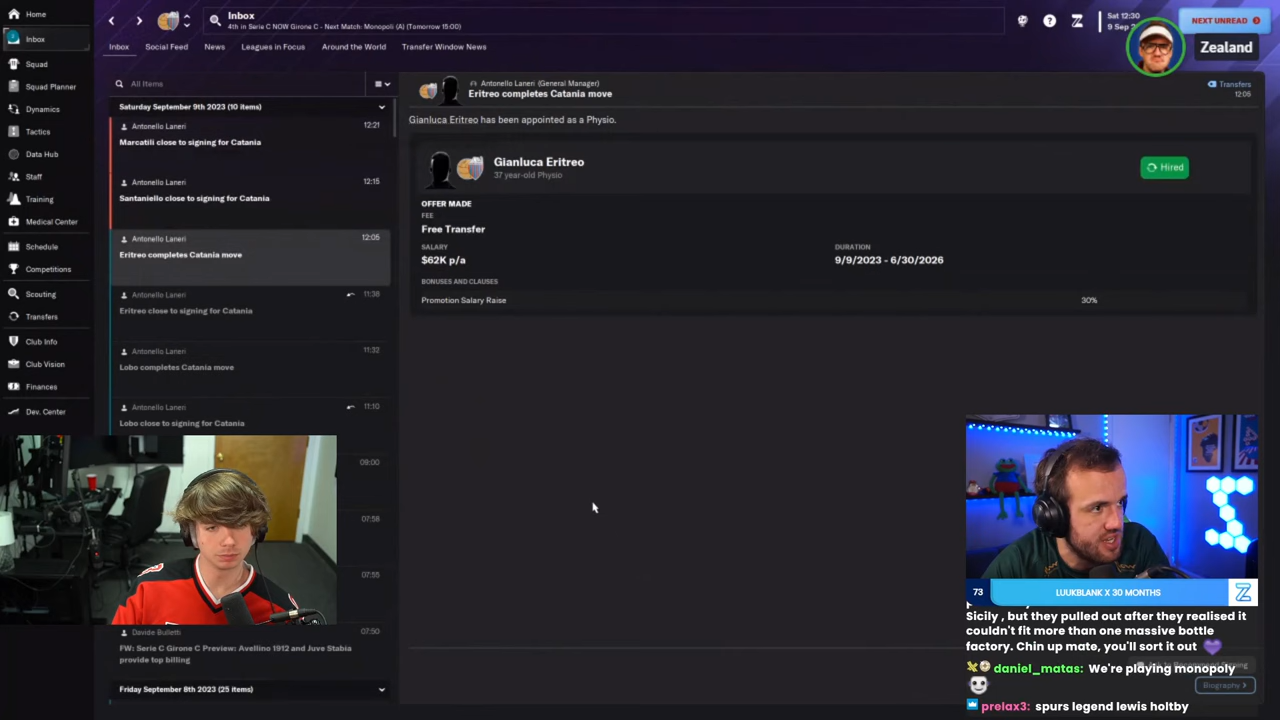 Home
Inbox
Squad
Squad Planner
Dynamics
Tactics
Data Hub
Staff
Training
Medical Center
Schedule
Competitions
Scouting
Transfers
Club Info
Club Vision
Finances
Dev. Center
Inbox
4th in Serie C NOW Girone C - Next Match: Monopoli (A) (Tomorrow 15:00)
Sat 12:30
9 Sep
NEXT UNREAD
Zealand
Inbox
Social Feed
News
Leagues in Focus
Around the World
Transfer Window News
All Items
Saturday September 9th 2023 (10 items)
Antonello Laneri
12:21
Marcatili close to signing for Catania
Antonello Laneri
12:15
Santaniello close to signing for Catania
Antonello Laneri
12:05
Eritreo completes Catania move
Antonello Laneri
11:38
Eritreo close to signing for Catania
Antonello Laneri
11:32
Lobo completes Catania move
Antonello Laneri
11:10
Lobo close to signing for Catania
09:00
07:58
07:55
Davide Bulleth
07:50
FW: Serie C Girone C Preview: Avellino 1912 and Juve Stabia
provide top billing
Friday September 8th 2023 (25 items)
Antonello Laneri (General Manager)
Eritreo completes Catania move
Transfers
12:05
Gianluca Eritreo has been appointed as a Physio.
Gianluca Eritreo
37 year-old Physio
Hired
OFFER MADE
FEE
Free Transfer
SALARY
$62K p/a
DURATION
9/9/2023 - 6/30/2026
BONUSES AND CLAUSES
Promotion Salary Raise
30%
73
LUUKBLANK X 30 MONTHS
Sicily , but they pulled out after they realised it
couldn't fit more than one massive bottle
factory. Chin up mate, you'll sort it out
daniel_matas: We're playing monopoly
Biography
prelax3: spurs legend lewis holtby